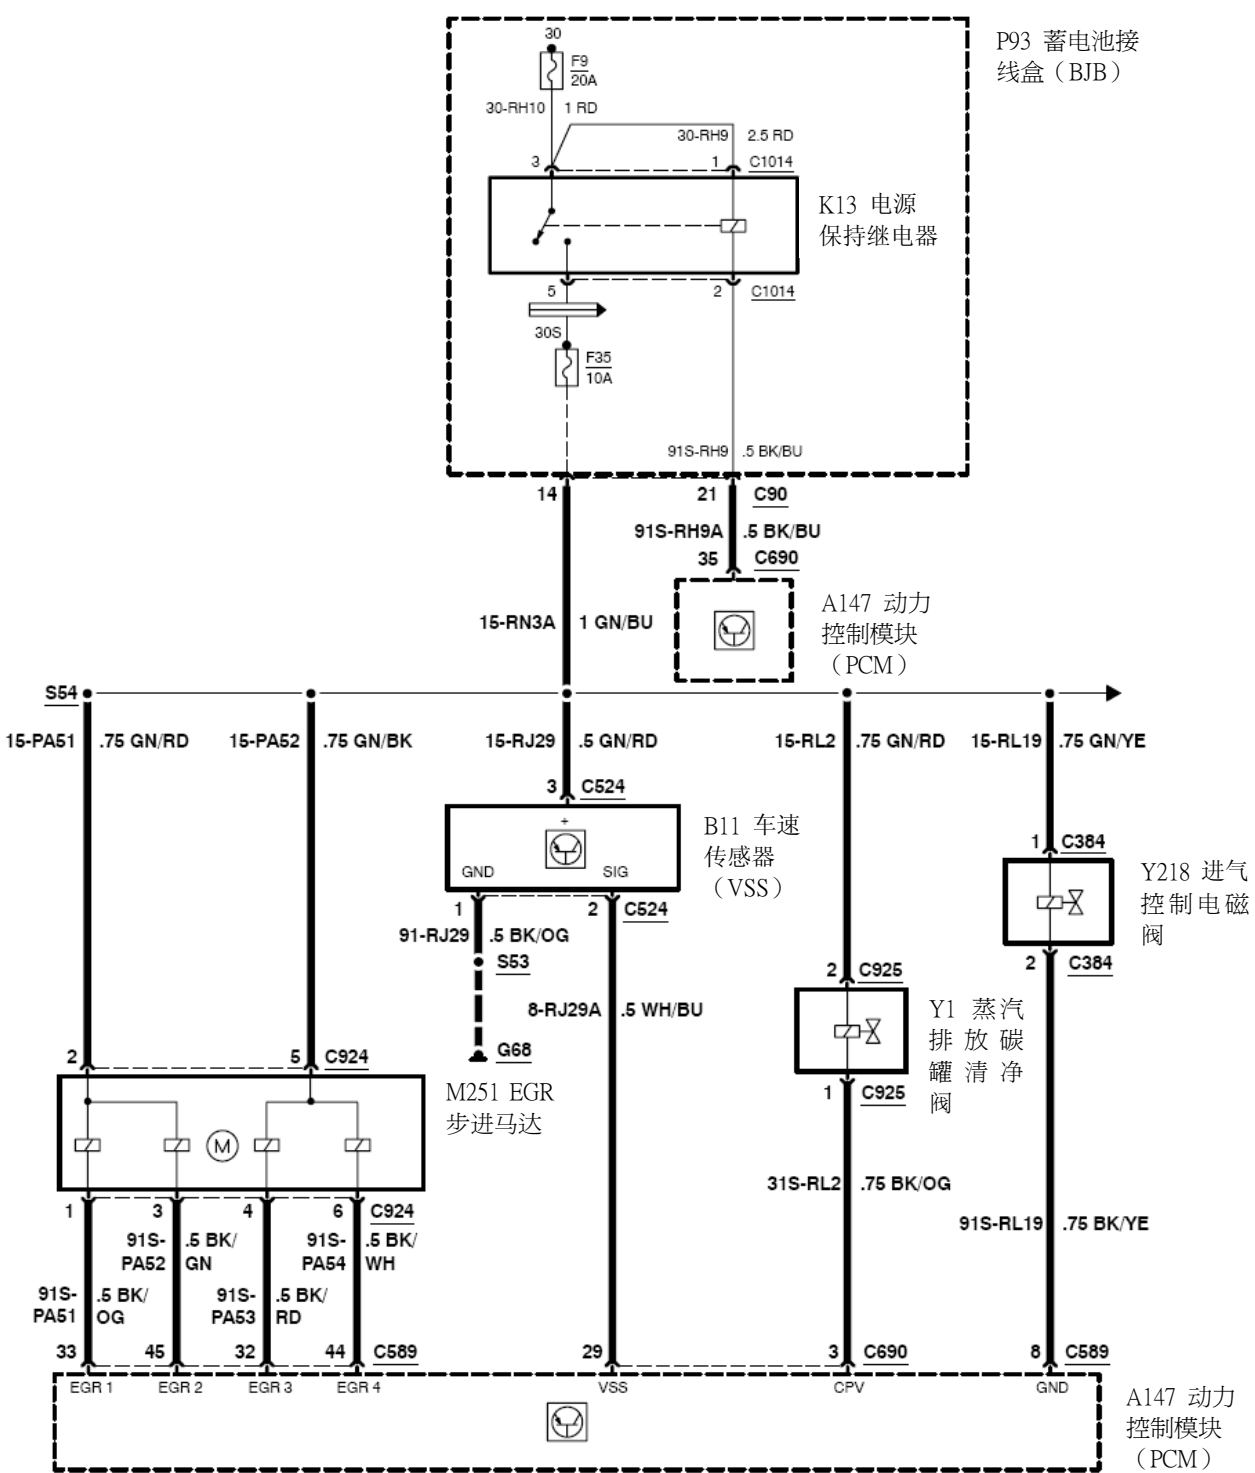 30
P93 蓄电池接
线盒（BJB）
F9
20A
30-RH10 1 RD
30-RH9 2.5 RD
3 1 C1014
K13 电源
保持继电器
5 2 C1014
30S
F35
10A
91S-RH9 .5 BK/BU
14 21 C90
91S-RH9A .5 BK/BU
35 C690
A147 动力
控制模块
（PCM）
15-RN3A 1 GN/BU
S54
15-PA51 .75 GN/RD 15-PA52 .75 GN/BK 15-RJ29 .5 GN/RD 15-RL2 .75 GN/RD 15-RL19 .75 GN/YE
3 C524
B11 车速
传感器
（VSS）
+
GND SIG
1 C384
Y218 进气
控制电磁
阀
1 2 C524
91-RJ29 .5 BK/OG
S53
2 C384
2 C925
8-RJ29A .5 WH/BU
Y1 蒸汽
排放碳
罐清净
阀
G68
2 5 C924
M251 EGR
步进马达
1 C925
M
31S-RL2 .75 BK/OG
1 3 4 6 C924
91S-RL19 .75 BK/YE
91S-
PA52 .5 BK/
GN
91S-
PA54 .5 BK/
WH
91S-
PA51 .5 BK/
OG
91S-
PA53 .5 BK/
RD
33 45 32 44 C589 29 3 C690 8 C589
EGR 1 EGR 2 EGR 3 EGR 4 VSS CPV GND
A147 动力
控制模块
（PCM）